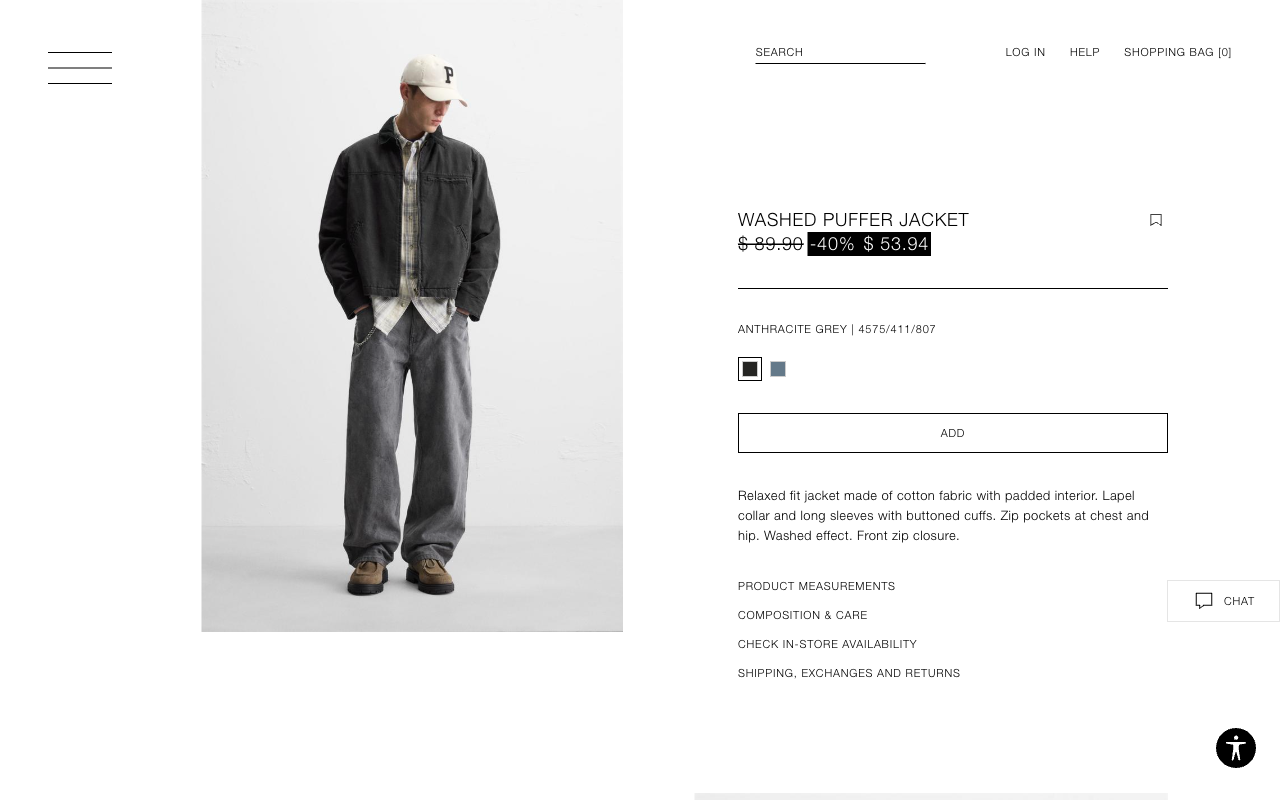 SEARCH
LOG IN
HELP
SHOPPING BAG [0]
P
WASHED PUFFER JACKET
$ 89.90 -40% $ 53.94
ANTHRACITE GREY | 4575/411/807
ADD
Relaxed fit jacket made of cotton fabric with padded interior. Lapel
collar and long sleeves with buttoned cuffs. Zip pockets at chest and
hip. Washed effect. Front zip closure.
PRODUCT MEASUREMENTS
COMPOSITION & CARE
CHECK IN-STORE AVAILABILITY
SHIPPING, EXCHANGES AND RETURNS
CHAT